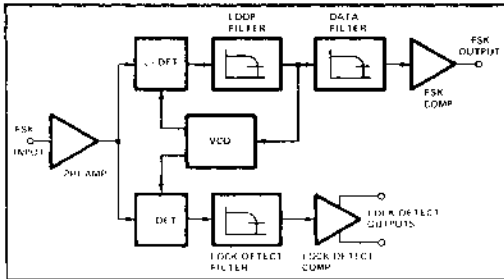 LOOP
FILTER
DATA
FILTER
FSK
OUTPUT
DET
FSK
COMP
FSK
INPUT
PREAMP
VCO
DET
LOCK DETECT
OUTPUTS
LOCK DETECT
FILTER
LOCK DETECT
COMP